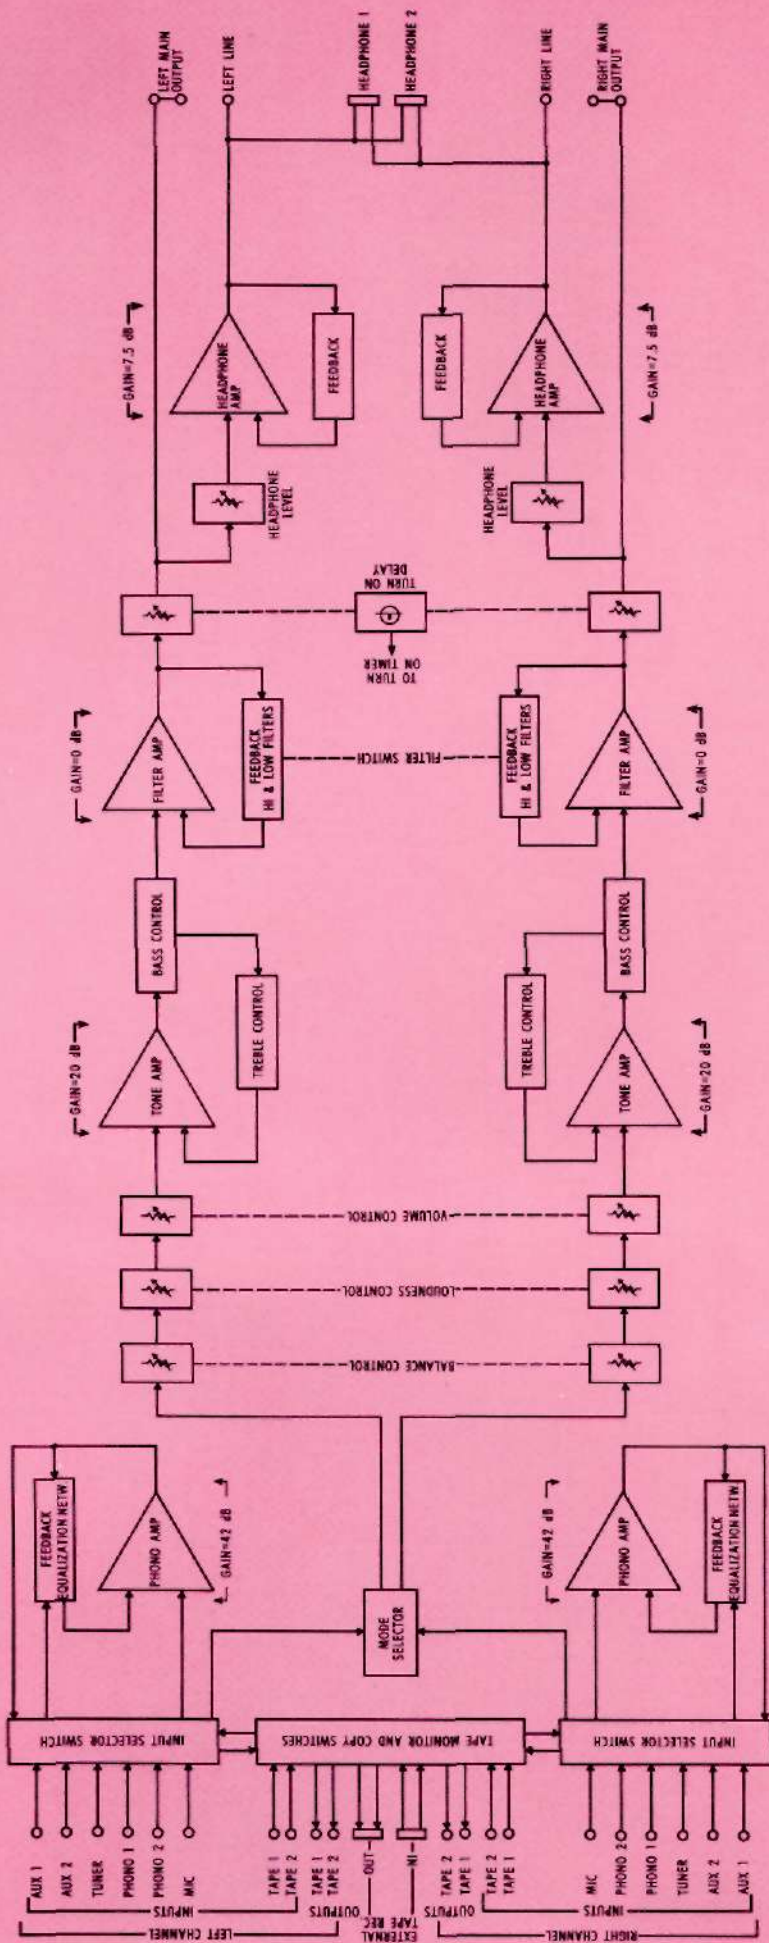 LEFT MAIN
OUTPUT
LEFT LINE
HEADPHONE 1
HEADPHONE 2
RIGHT LINE
RIGHT MAIN
OUTPUT
GAIN=7.5 dB
HEADPHONE
AMP
FEEDBACK
FEEDBACK
HEADPHONE
AMP
GAIN=7.5 dB
HEADPHONE
LEVEL
HEADPHONE
LEVEL
TURN ON
DELAY
TO TURN
ON TIMER
GAIN=0 dB
FILTER AMP
FEEDBACK
HI & LOW FILTERS
FILTER SWITCH
FEEDBACK
HI & LOW FILTERS
FILTER AMP
GAIN=0 dB
BASS CONTROL
BASS CONTROL
GAIN=20 dB
TONE AMP
TREBLE CONTROL
TREBLE CONTROL
TONE AMP
GAIN=20 dB
VOLUME CONTROL
LOUDNESS CONTROL
BALANCE CONTROL
FEEDBACK
EQUALIZATION NETW.
PHONO AMP
GAIN=42 dB
MODE
SELECTOR
GAIN=42 dB
PHONO AMP
FEEDBACK
EQUALIZATION NETW.
INPUT SELECTOR SWITCH
TAPE MONITOR AND COPY SWITCHES
INPUT SELECTOR SWITCH
AUX 1
AUX 2
TUNER
PHONO 1
PHONO 2
MIC
TAPE 1
TAPE 2
TAPE 1
TAPE 2
OUT
IN
TAPE 2
TAPE 1
TAPE 2
TAPE 1
MIC
PHONO 2
PHONO 1
TUNER
AUX 2
AUX 1
INPUTS
OUTPUTS
EXTERNAL
TAPE REC
OUTPUTS
INPUTS
LEFT CHANNEL
RIGHT CHANNEL